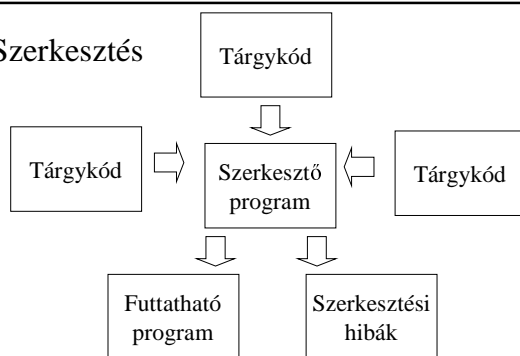 Szerkesztés
Tárgykód
Tárgykód
Szerkesztő
program
Tárgykód
Futtatható
program
Szerkesztési
hibák